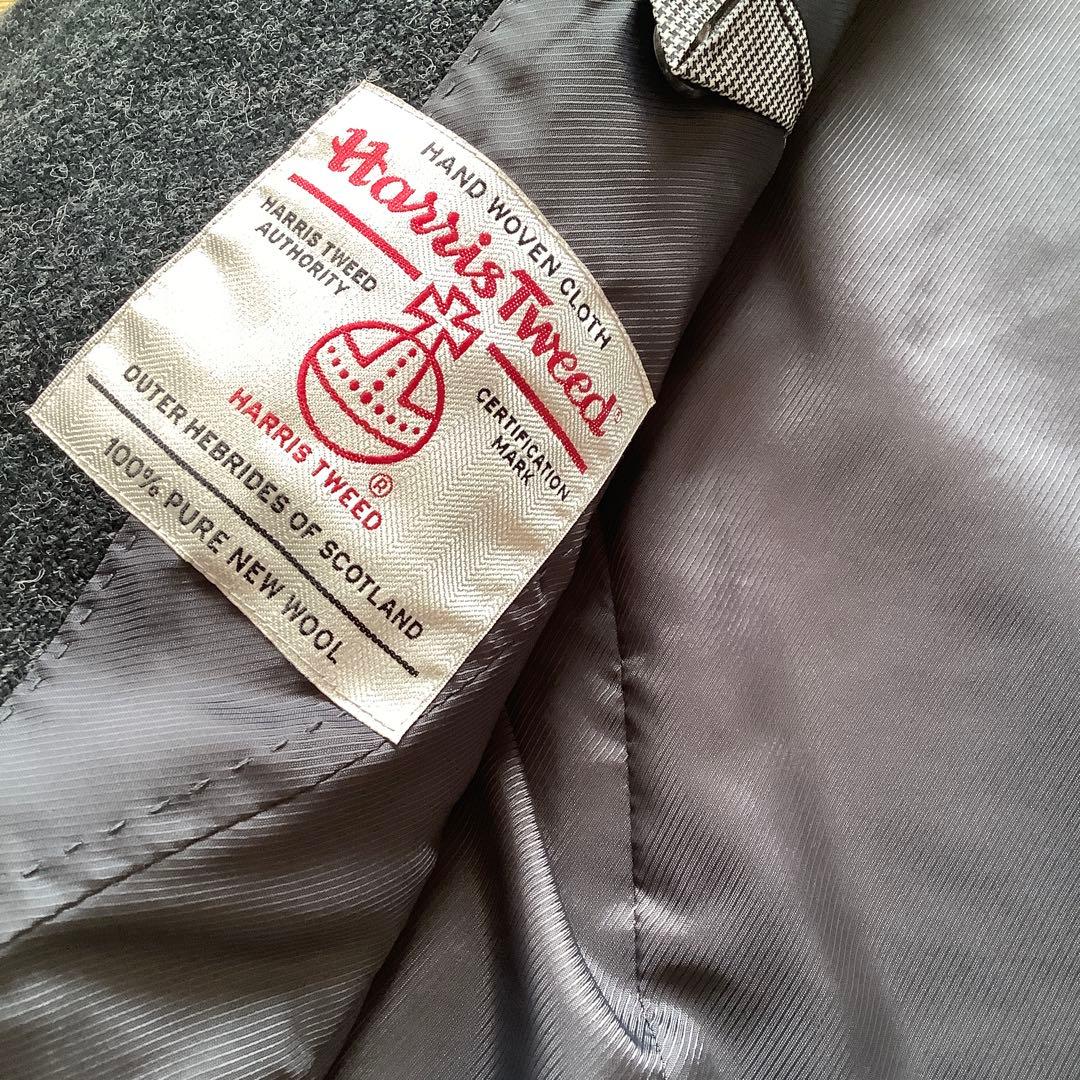 HAND WOVEN CLOTH
Harris Tweed®
HARRIS TWEED
AUTHORITY
CERTIFICATION
MARK
HARRIS TWEED ®
OUTER HEBRIDES OF SCOTLAND
100% PURE NEW WOOL